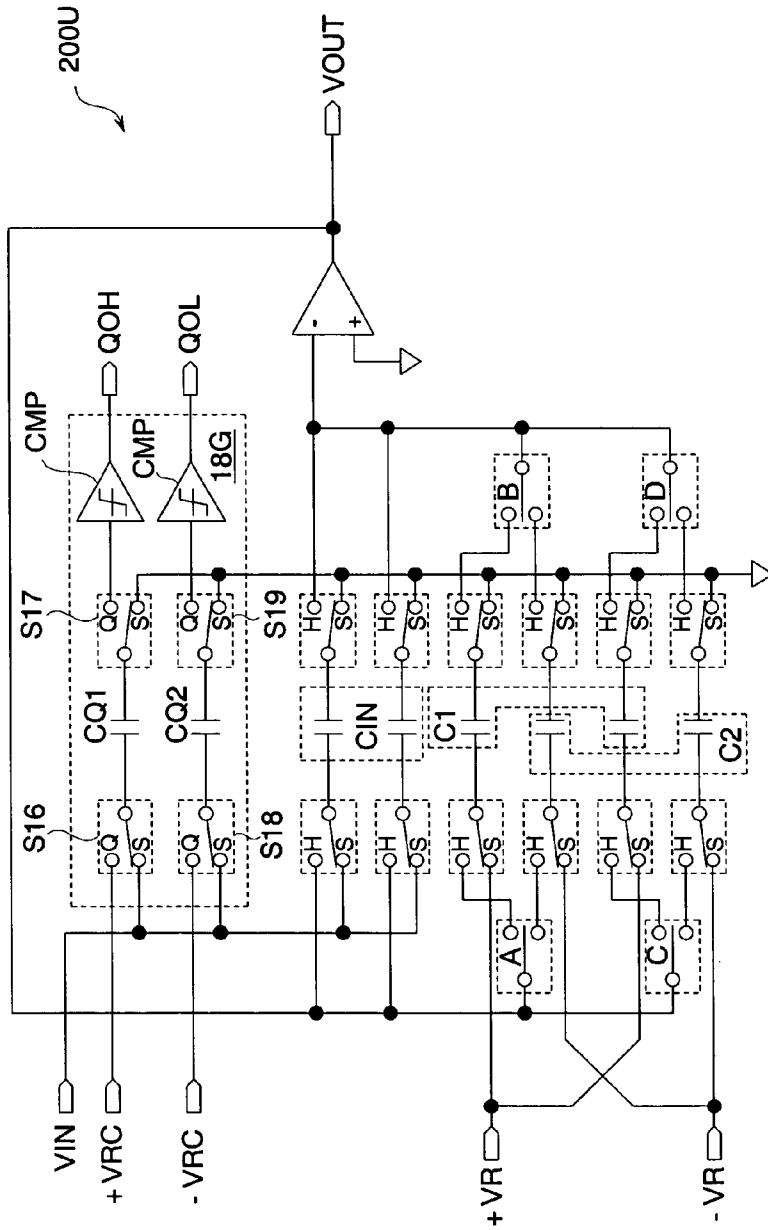 200U
VIN
+ VRC
- VRC
S16
Q
S
CQ1
S17
Q
S
CMP
QOH
Q
S
S18
CQ2
Q
S
S19
CMP
18G
QOL
H
S
H
S
CIN
H
S
H
S
-
+
VOUT
A
H
S
H
S
C1
H
S
H
S
B
C
H
S
H
S
C2
H
S
H
S
D
+ VR
- VR